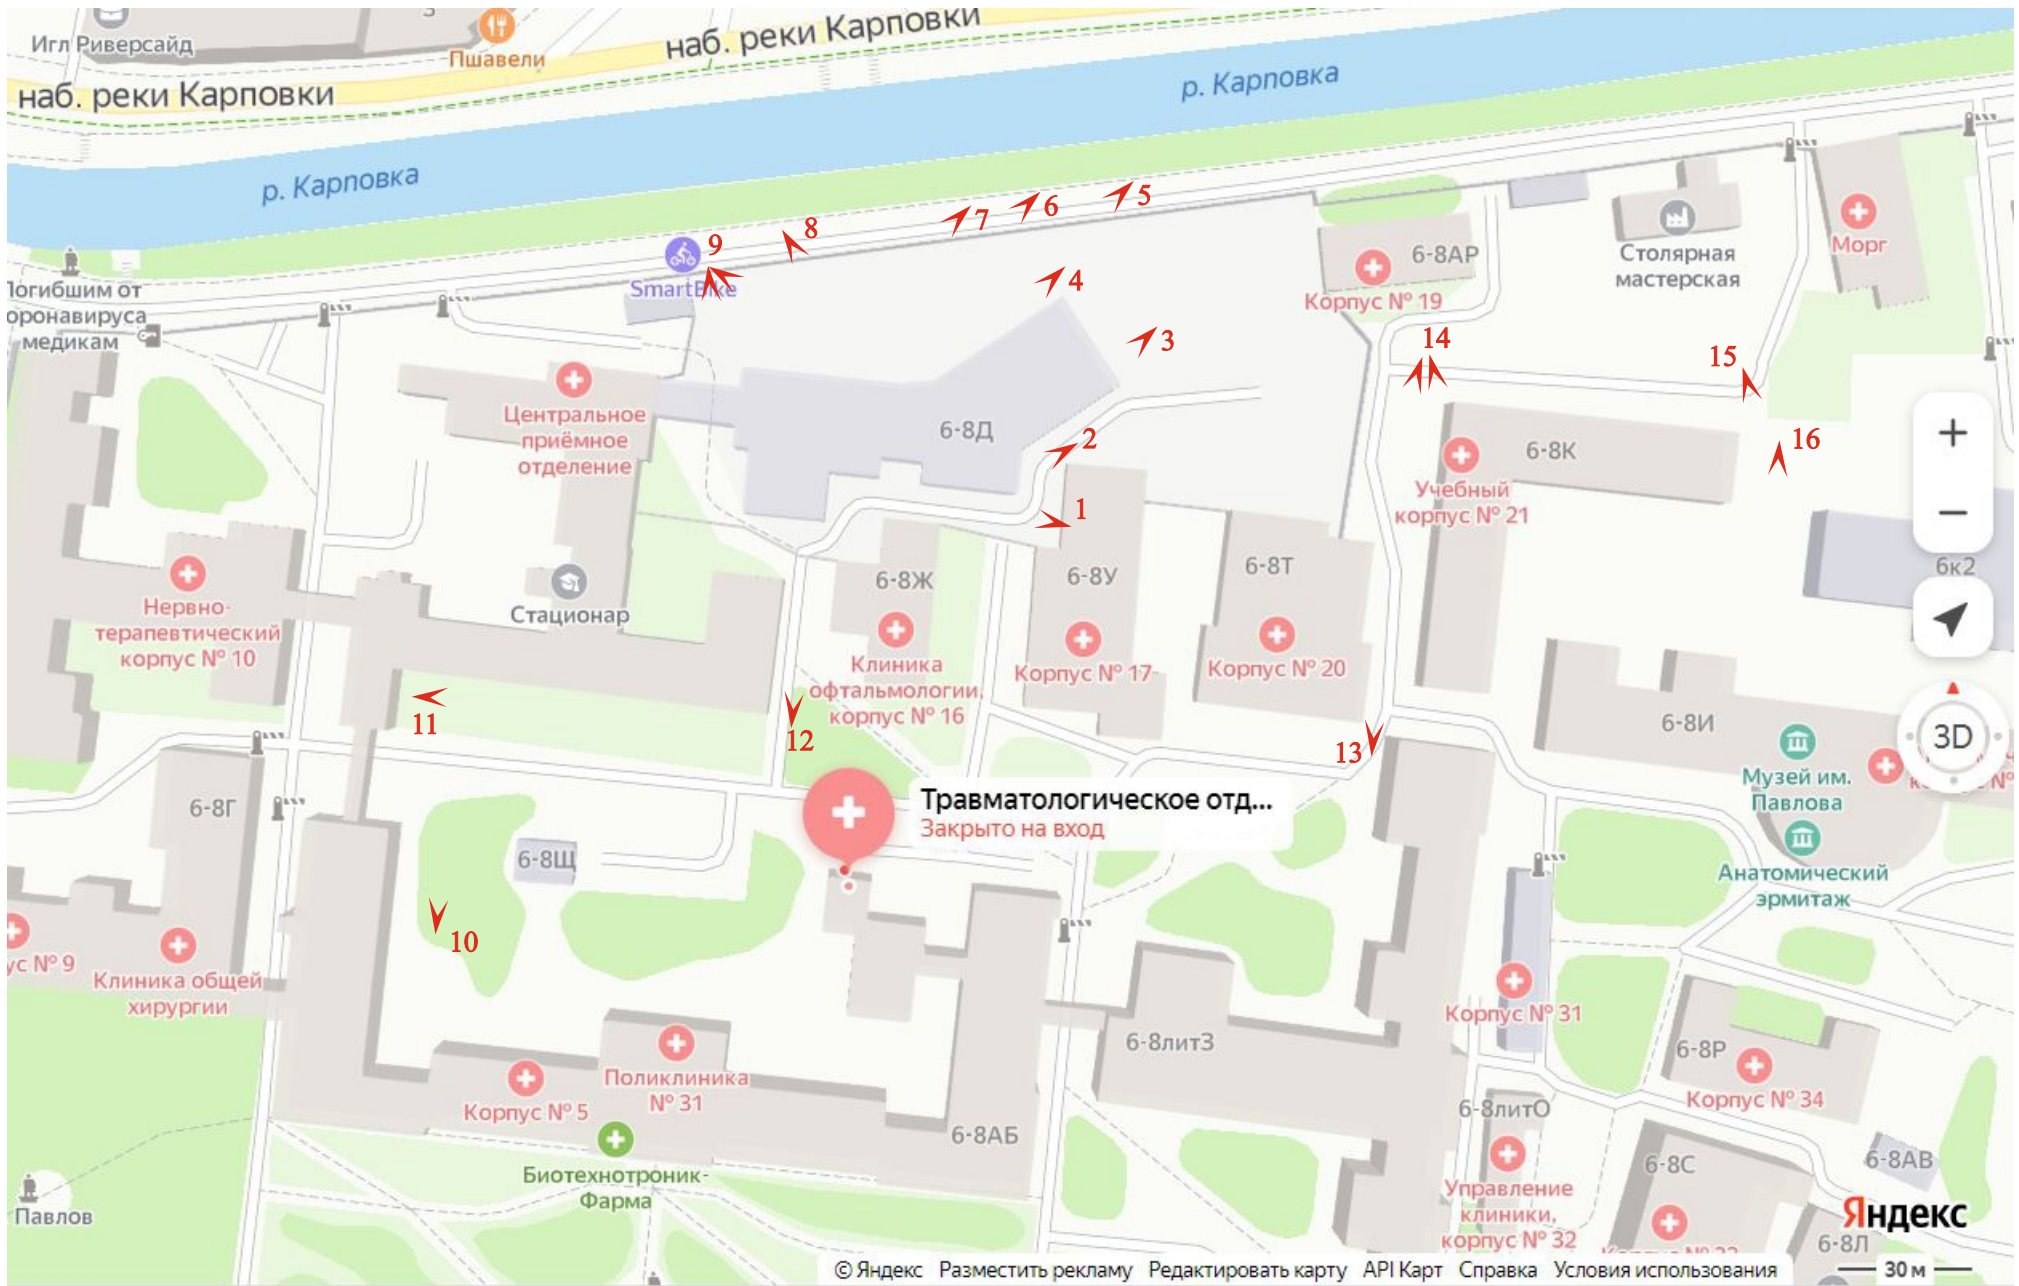 3
Игл Риверсайд
Пшавели
наб. реки Карповки
наб. реки Карповки
р. Карповка
р. Карповка
5
6
7
8
9
SmartBike
4
3
6-8АР
Корпус № 19
Столярная
мастерская
Морг
Погибшим от
коронавируса
медикам
14
15
16
Центральное
приёмное
отделение
6-8Д
2
1
6-8К
Учебный
корпус № 21
6к2
6-8Ж
6-8У
6-8Т
Стационар
Нервно-
терапевтический
корпус № 10
Клиника
офтальмологии,
корпус № 16
Корпус № 17
Корпус № 20
11
12
13
6-8И
3D
Музей им.
Павлова
Анатомический
эрмитаж
6-8Г
6-8Щ
Травматологическое отд...
Закрыто на вход
10
ус № 9
Клиника общей
хирургии
Корпус № 31
6-8лит3
6-8Р
Корпус № 34
Поликлиника
№ 31
Корпус № 5
6-8АБ
6-8литО
Биотехнотроник-
Фарма
6-8С
6-8АВ
Управление
клиники,
корпус № 32
Павлов
Яндекс
6-8Л
© Яндекс Разместить рекламу Редактировать карту API Карт Справка Условия использования
30 м